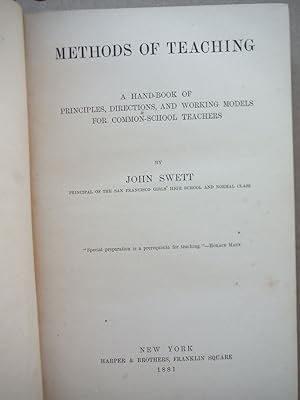 METHODS OF TEACHING
A HAND-BOOK OF
PRINCIPLES, DIRECTIONS, AND WORKING MODELS
FOR COMMON-SCHOOL TEACHERS
BY
JOHN SWETT
PRINCIPAL OF THE SAN FRANCISCO GIRLS' HIGH SCHOOL AND NORMAL CLASS
"Special preparation is a prerequisite for teaching."—HORACE MANN
NEW YORK
HARPER & BROTHERS, FRANKLIN SQUARE
1881